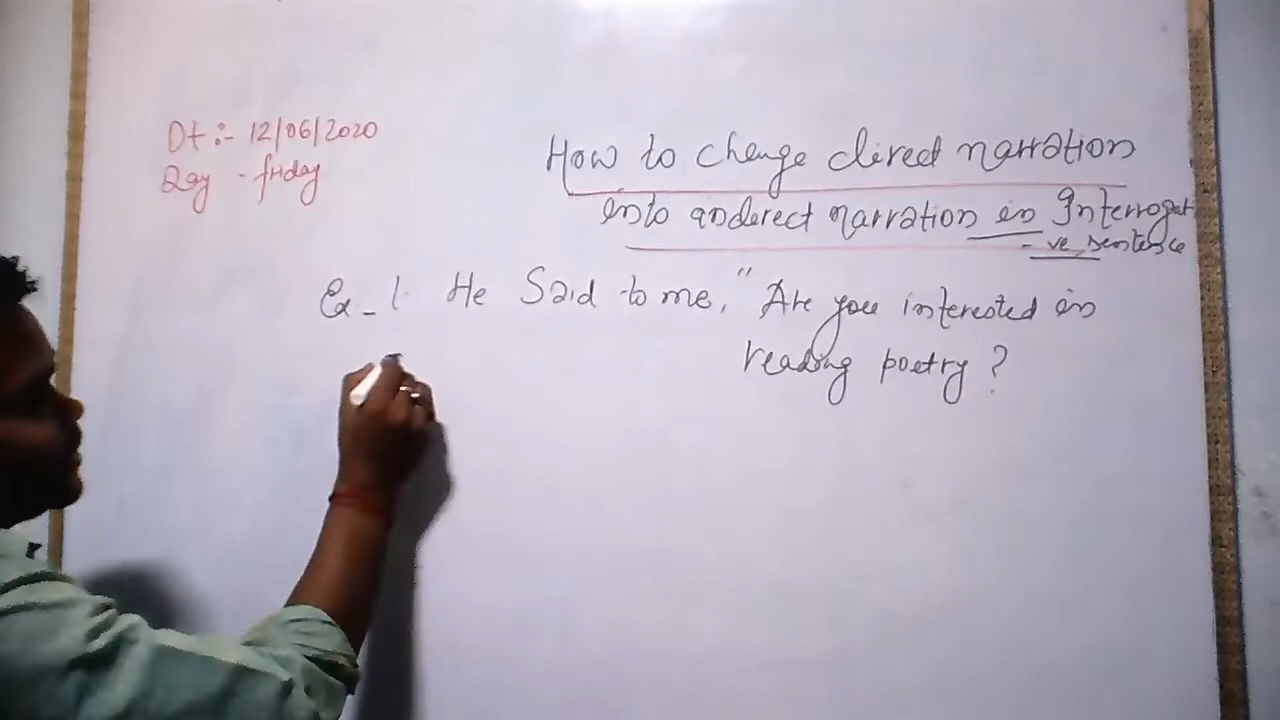 Dt :- 12/06/2020
Day - friday
How to change direct narration
into inderect narration in Interrogat
- ve sentence
Ex - 1. He Said to me, "Are you interested in
reading poetry ?